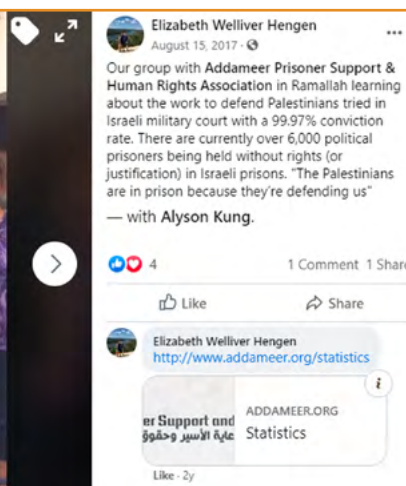 Elizabeth Welliver Hengen
August 15, 2017 ·
Our group with Addameer Prisoner Support &
Human Rights Association in Ramallah learning
about the work to defend Palestinians tried in
Israeli military court with a 99.97% conviction
rate. There are currently over 6,000 political
prisoners being held without rights (or
justification) in Israeli prisons. "The Palestinians
are in prison because they're defending us"
— with Alyson Kung.
4 1 Comment 1 Share
Like Share
Elizabeth Welliver Hengen
http://www.addameer.org/statistics
i
er Support and
عاية الأسير وحقوق
ADDAMEER.ORG
Statistics
Like · 2y